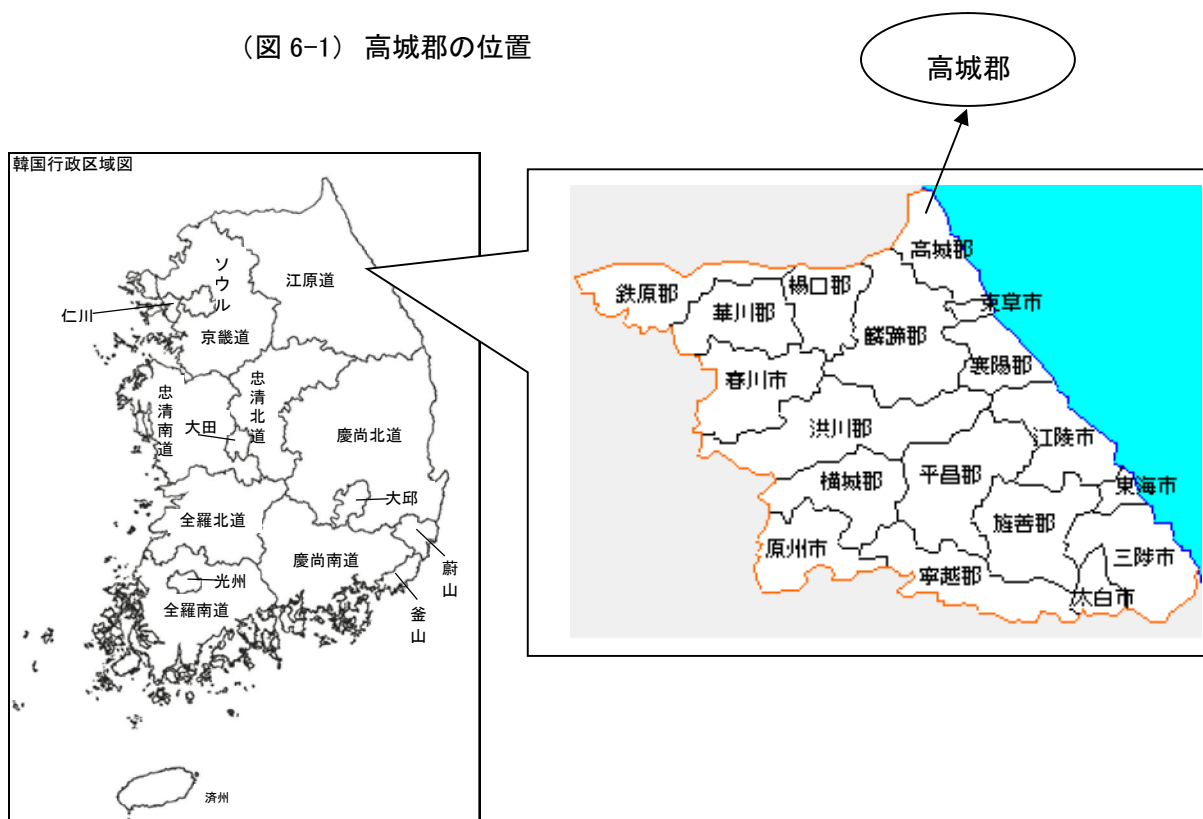 （図 6-1） 高城郡の位置
高城郡
韓国行政区域図
ソウル
江原道
仁川
京畿道
忠清南道
忠清北道
大田
慶尚北道
大邱
全羅北道
慶尚南道
蔚山
光州
釜山
全羅南道
済州
高城郡
鉄原郡
楊口郡
華川郡
束草市
麟蹄郡
襄陽郡
春川市
洪川郡
江陵市
横城郡
平昌郡
東海市
旌善郡
原州市
三陟市
寧越郡
太白市